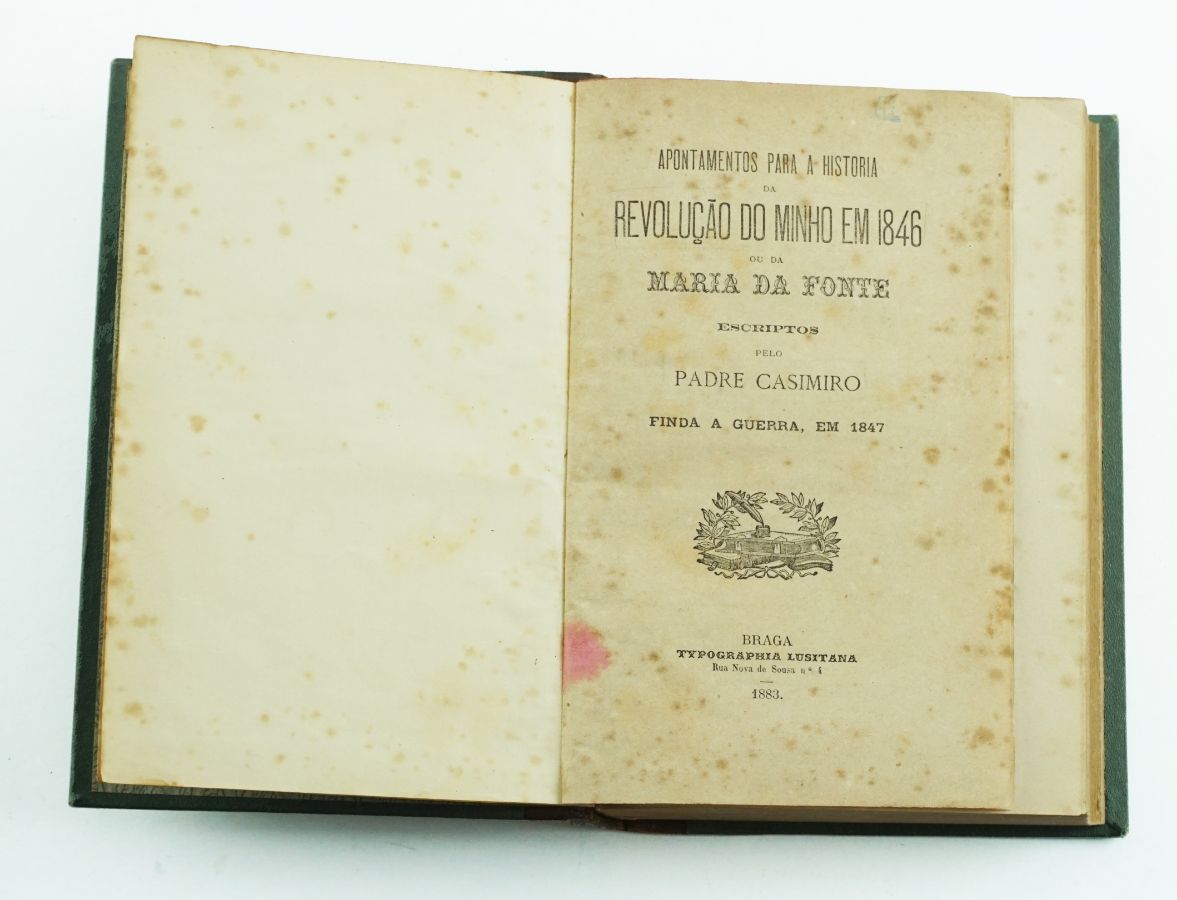 APONTAMENTOS PARA A HISTORIA
DA
REVOLUÇÃO DO MINHO EM 1846
OU DA
MARIA DA FONTE
ESCRIPTOS
PELO
PADRE CASIMIRO
FINDA A GUERRA, EM 1847
BRAGA
TYPOGRAPHIA LUSITANA
Rua Nova de Sousa n.º 4
1883.